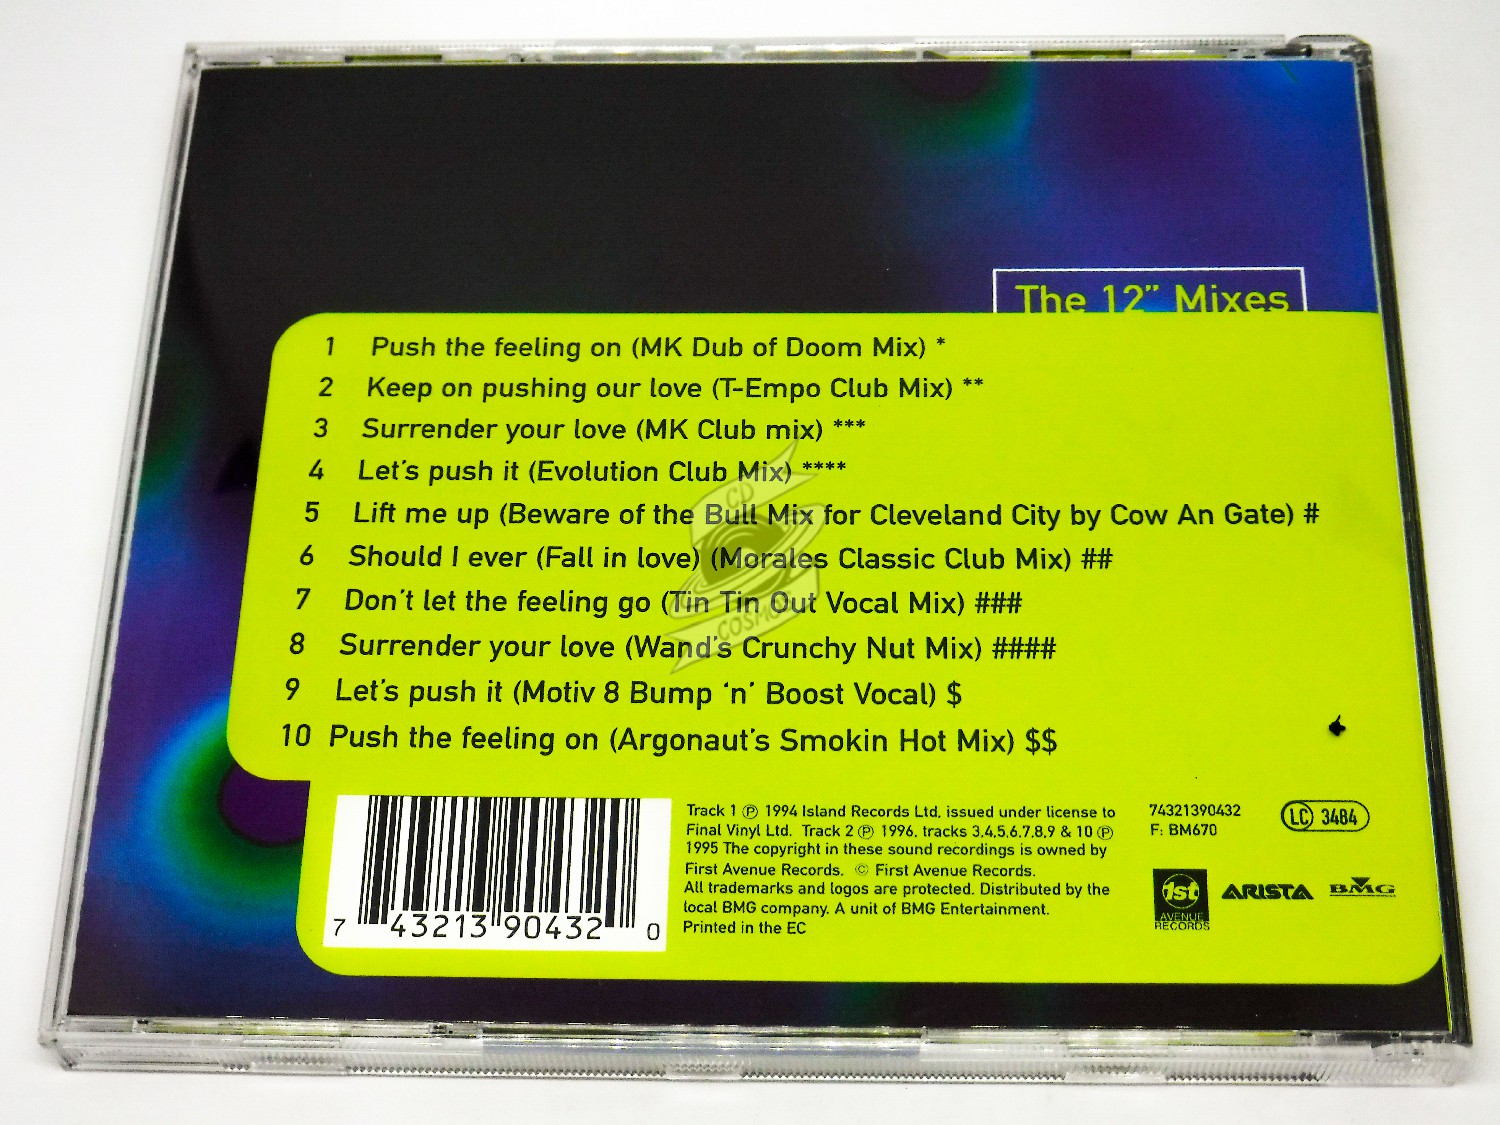 The 12" Mixes
1 Push the feeling on (MK Dub of Doom Mix) *
2 Keep on pushing our love (T-Empo Club Mix) **
3 Surrender your love (MK Club mix) ***
4 Let's push it (Evolution Club Mix) ****
5 Lift me up (Beware of the Bull Mix for Cleveland City by Cow An Gate) #
6 Should I ever (Fall in love) (Morales Classic Club Mix) ##
7 Don't let the feeling go (Tin Tin Out Vocal Mix) ###
8 Surrender your love (Wand's Crunchy Nut Mix) ####
9 Let's push it (Motiv 8 Bump 'n' Boost Vocal) $
10 Push the feeling on (Argonaut's Smokin Hot Mix) $$
CD
COSMOS
7 43213 90432 0
Track 1 ℗ 1994 Island Records Ltd. issued under license to
Final Vinyl Ltd. Track 2 ℗ 1996, tracks 3,4,5,6,7,8,9 & 10 ℗
1995 The copyright in these sound recordings is owned by
First Avenue Records. © First Avenue Records.
All trademarks and logos are protected. Distributed by the
local BMG company. A unit of BMG Entertainment.
Printed in the EC
74321390432
F: BM670
LC 3484
1st
AVENUE
RECORDS
ARISTA
BMG